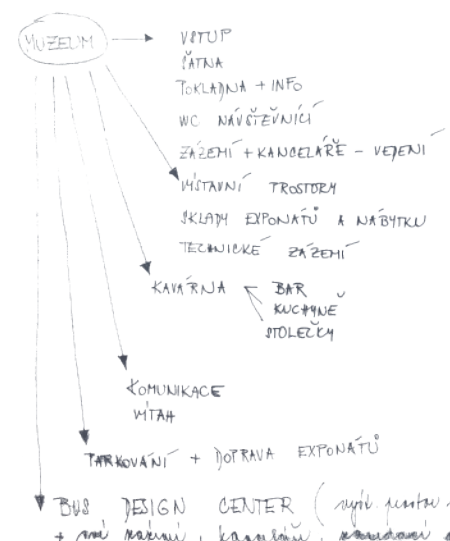 MUZEUM
VSTUP
ŠATNA
POKLADNA + INFO
WC NÁVŠTĚVNÍCÍ
ZÁZEMÍ + KANCELÁŘE - VEDENÍ
VÝSTAVNÍ PROSTORY
SKLADY EXPONÁTŮ A NÁBYTKU
TECHNICKÉ ZÁZEMÍ
KAVÁRNA
BAR
KUCHYNĚ
STOLEČKY
KOMUNIKACE
VÝTAH
PARKOVÁNÍ + DOPRAVA EXPONÁTŮ
BUS DESIGN CENTER (
+